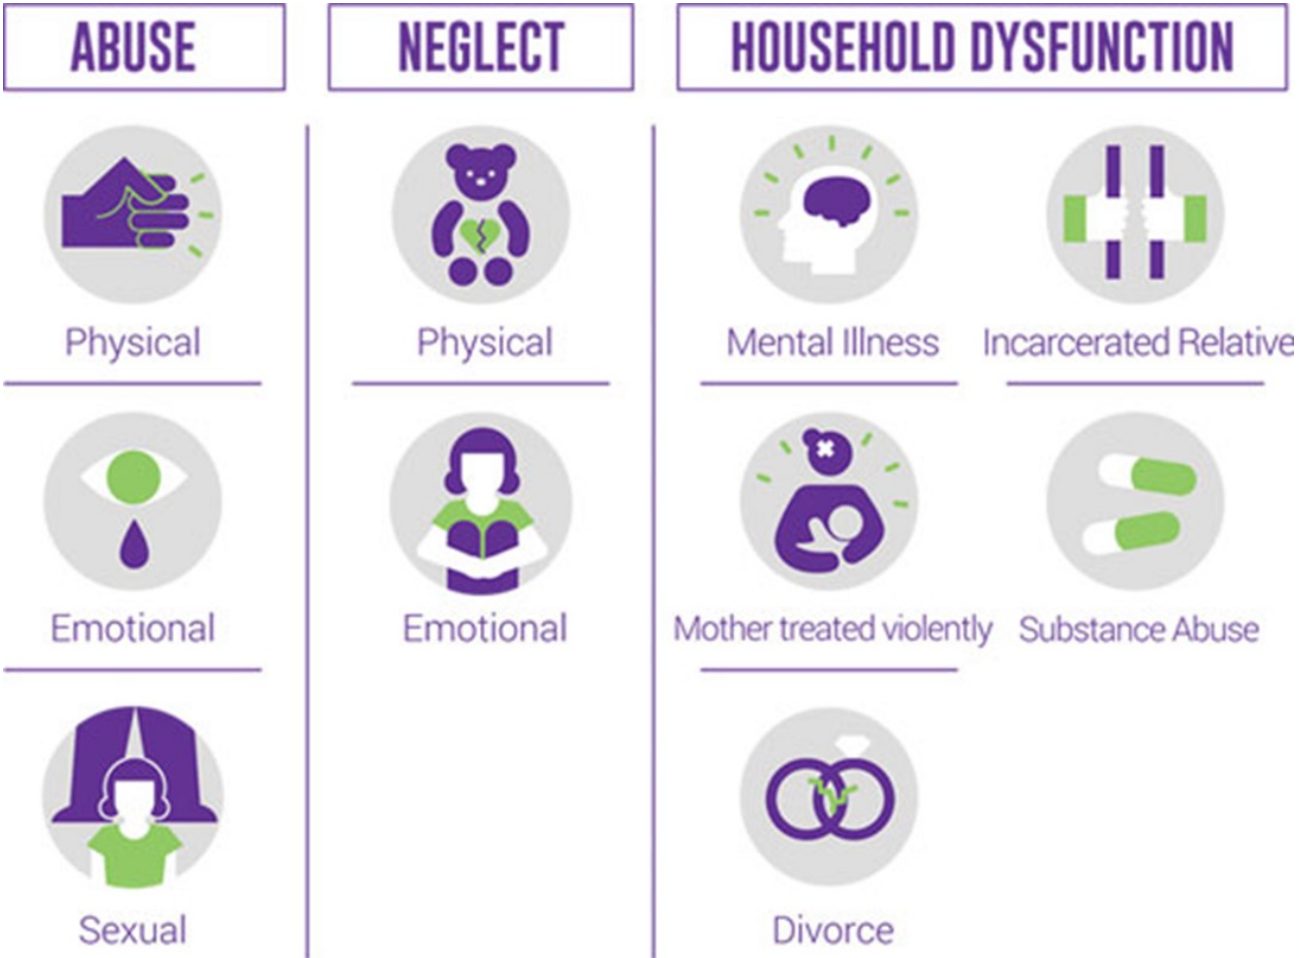 ABUSE
Physical
Emotional
Sexual
NEGLECT
Physical
Emotional
HOUSEHOLD DYSFUNCTION
Mental Illness
Incarcerated Relative
Mother treated violently
Substance Abuse
Divorce